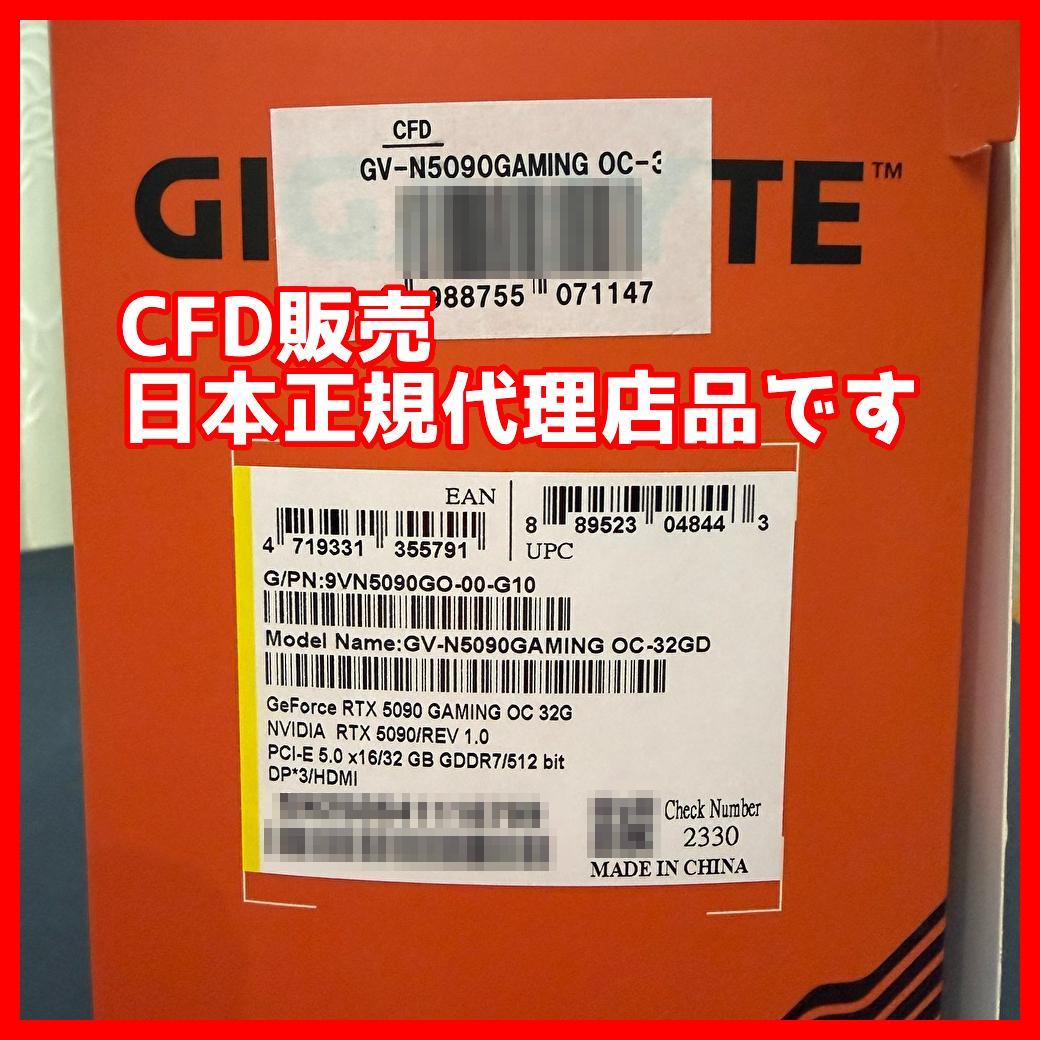 CFD
GV-N5090GAMING OC-3
GI TE™
988755 071147
CFD販売
日本正規代理店品です
EAN
4 719331 355791
8 89523 04844 3
UPC
G/PN:9VN5090GO-00-G10
Model Name:GV-N5090GAMING OC-32GD
GeForce RTX 5090 GAMING OC 32G
NVIDIA RTX 5090/REV 1.0
PCI-E 5.0 x16/32 GB GDDR7/512 bit
DP*3/HDMI
Check Number
2330
MADE IN CHINA